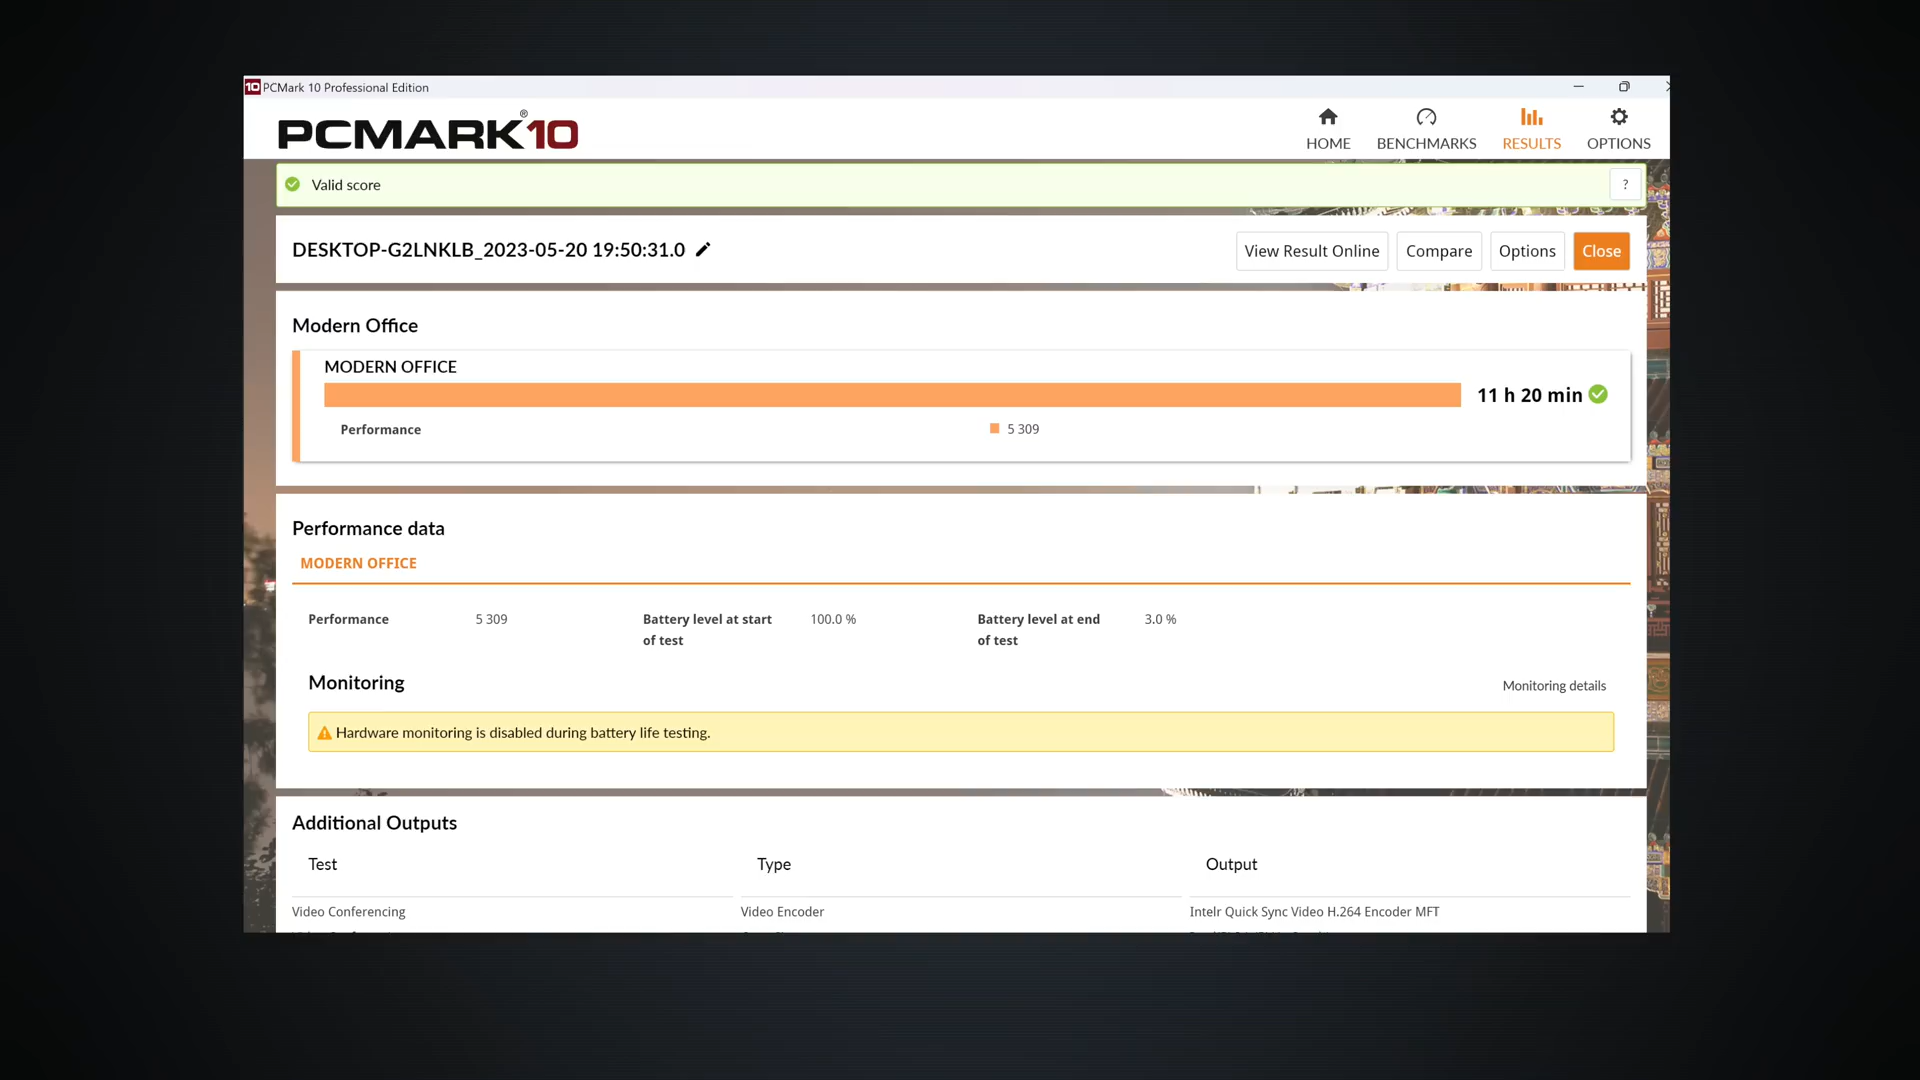 10 PCMark 10 Professional Edition
PCMARK®10
HOME BENCHMARKS RESULTS OPTIONS
Valid score ?
DESKTOP-G2LNKLB_2023-05-20 19:50:31.0
View Result Online Compare Options Close
Modern Office
MODERN OFFICE
11 h 20 min
Performance 5 309
Performance data
MODERN OFFICE
Performance 5 309 Battery level at start 100.0 % Battery level at end 3.0 %
of test of test
Monitoring
Monitoring details
Hardware monitoring is disabled during battery life testing.
Additional Outputs
Test Type Output
Video Conferencing Video Encoder Intelr Quick Sync Video H.264 Encoder MFT